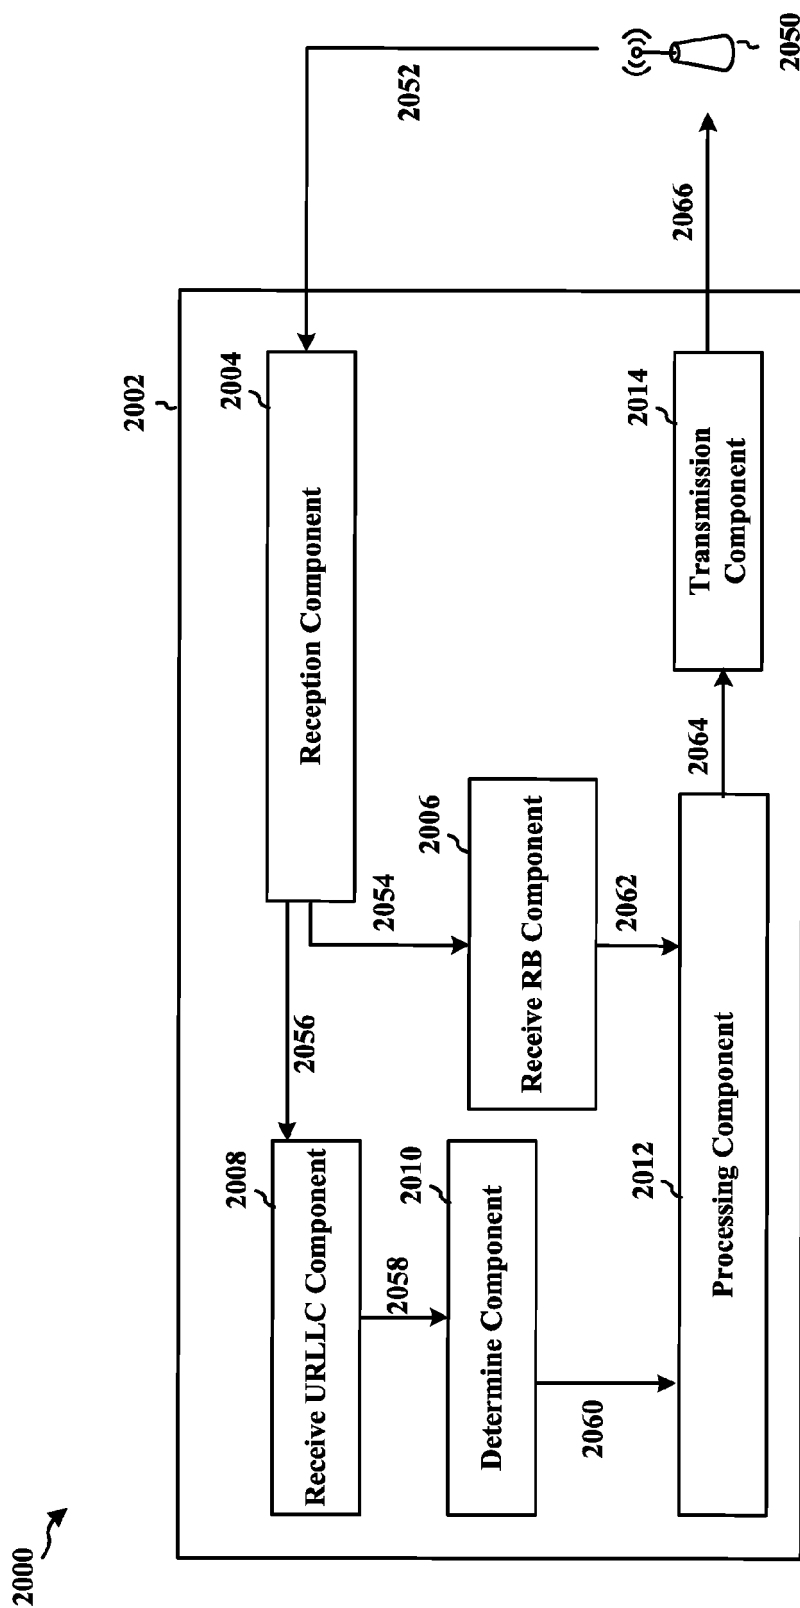 2000
2002
2050
2052
2004
Reception Component
2056
2054
2008
Receive URLLC Component
2006
Receive RB Component
2058
2010
Determine Component
2060
2062
2012
Processing Component
2064
2014
Transmission
Component
2066